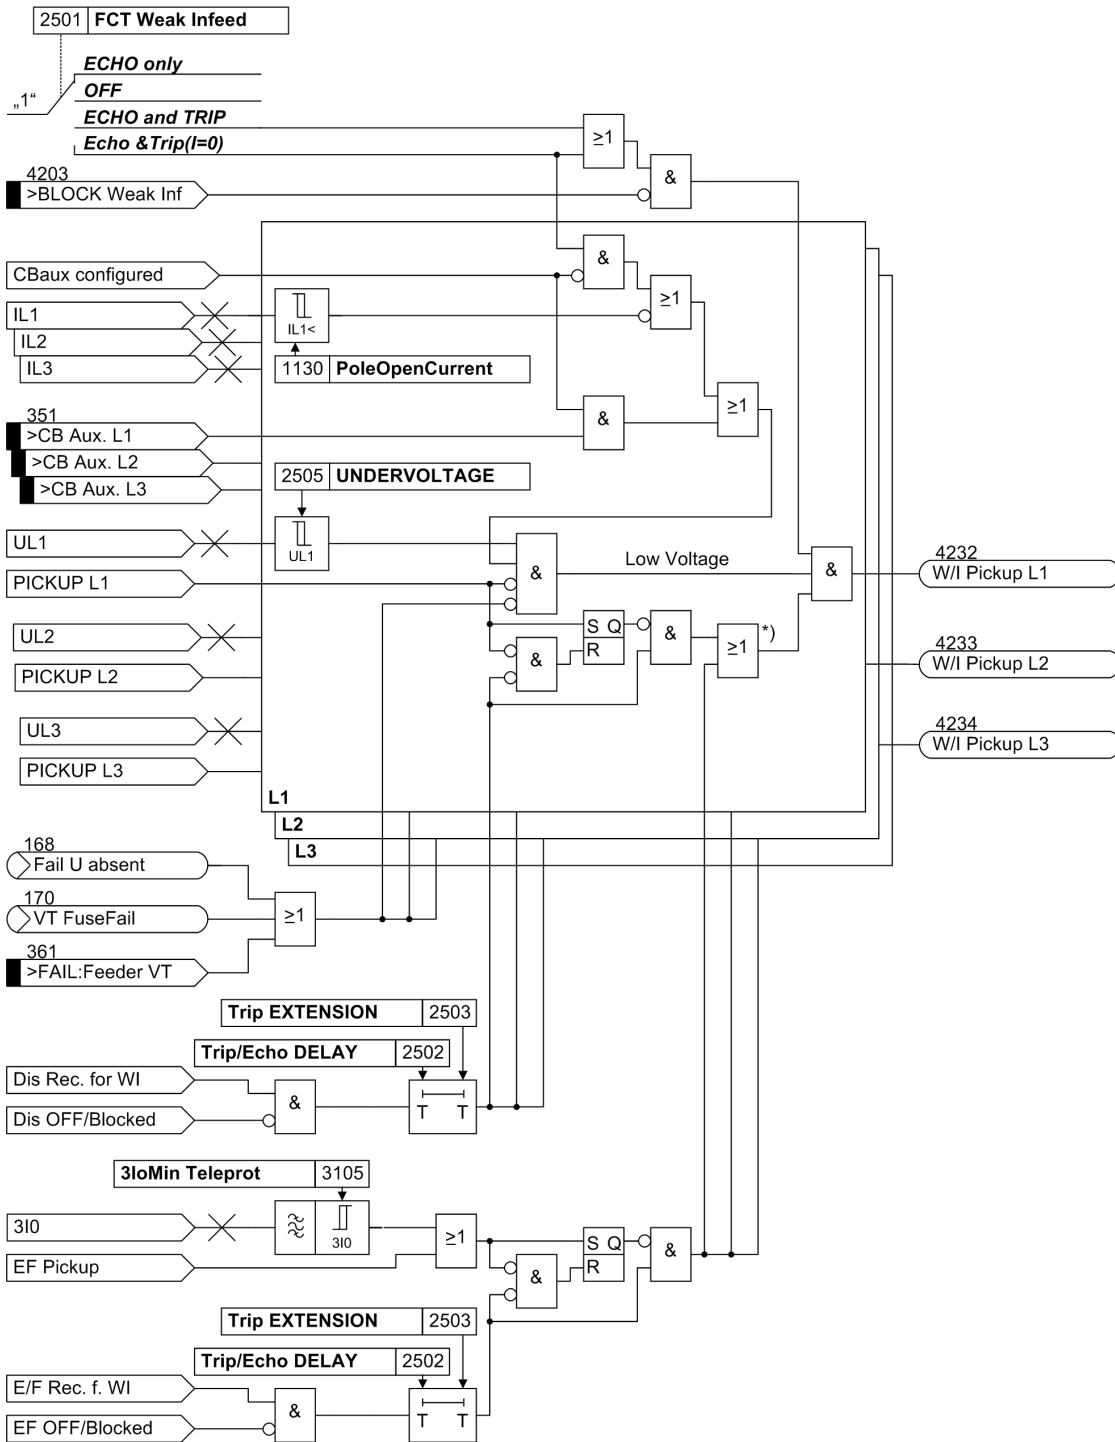 2501 FCT Weak Infeed
ECHO only
OFF
„1“
ECHO and TRIP
Echo &Trip(I=0)
≥1
4203
>BLOCK Weak Inf
&
&
CBaux configured
≥1
IL1
IL1<
IL2
IL3
1130 PoleOpenCurrent
≥1
351
>CB Aux. L1
&
>CB Aux. L2
>CB Aux. L3
2505 UNDERVOLTAGE
UL1
UL1
Low Voltage
4232
PICKUP L1
&
&
W/I Pickup L1
S Q
R
&
≥1
*)
UL2
&
4233
W/I Pickup L2
PICKUP L2
UL3
4234
W/I Pickup L3
PICKUP L3
L1
L2
L3
168
Fail U absent
170
VT FuseFail
≥1
361
>FAIL:Feeder VT
Trip EXTENSION 2503
Trip/Echo DELAY 2502
Dis Rec. for WI
&
T T
Dis OFF/Blocked
3IoMin Teleprot 3105
3I0
3I0
≥1
S Q
R
&
EF Pickup
&
Trip EXTENSION 2503
Trip/Echo DELAY 2502
E/F Rec. f. WI
&
T T
EF OFF/Blocked